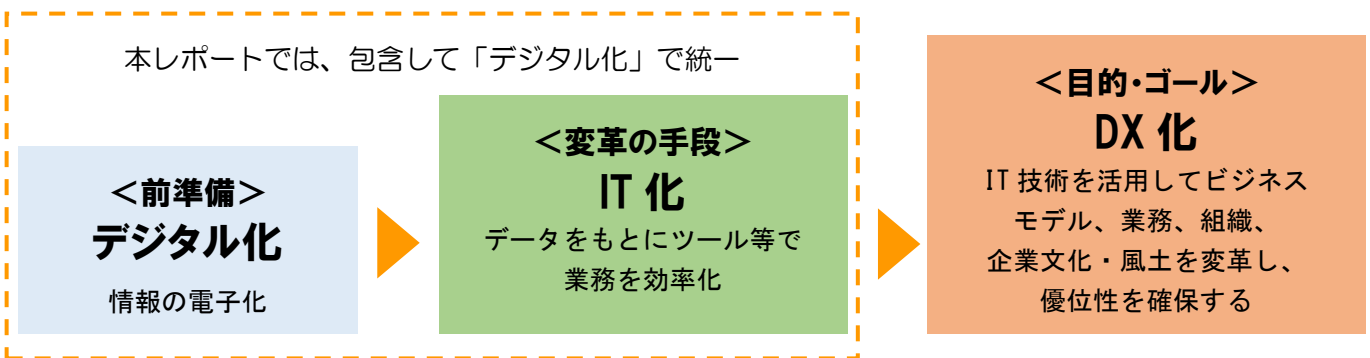 本レポートでは、包含して「デジタル化」で統一
＜前準備＞
デジタル化
情報の電子化
＜変革の手段＞
IT 化
データをもとにツール等で
業務を効率化
＜目的・ゴール＞
DX 化
IT 技術を活用してビジネス
モデル、業務、組織、
企業文化・風土を変革し、
優位性を確保する